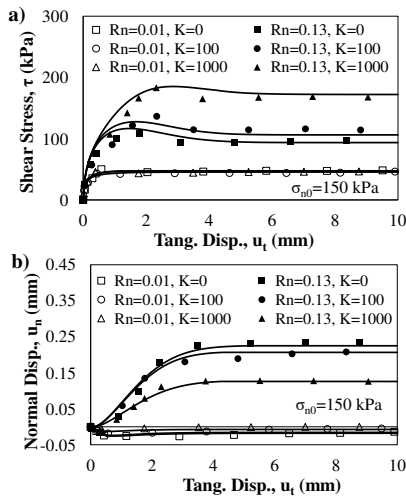 a)
300
200
100
0
Shear Stress, τ (kPa)
□ Rn=0.01, K=0 ■ Rn=0.13, K=0
○ Rn=0.01, K=100 ● Rn=0.13, K=100
△ Rn=0.01, K=1000 ▲ Rn=0.13, K=1000
σn0=150 kPa
0 2 4 6 8 10
Tang. Disp., ut (mm)
b)
0.45
0.35
0.25
0.15
0.05
-0.05
Normal Disp., un (mm)
□ Rn=0.01, K=0 ■ Rn=0.13, K=0
○ Rn=0.01, K=100 ● Rn=0.13, K=100
△ Rn=0.01, K=1000 ▲ Rn=0.13, K=1000
σn0=150 kPa
0 2 4 6 8 10
Tang. Disp., ut (mm)